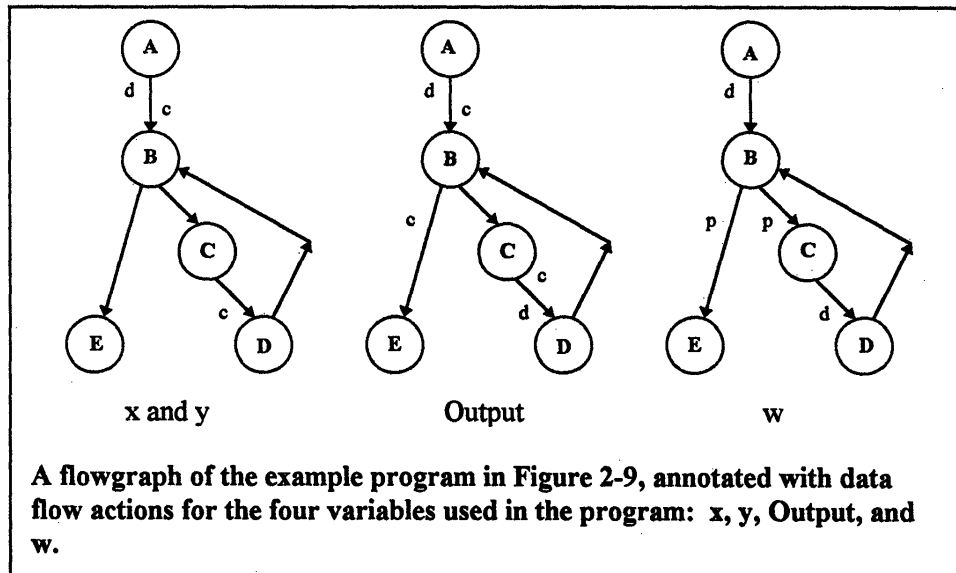 A A A
d d d
c c
B B B
c p p
C C C
c c
d d
E D E D E D
x and y Output w
A flowgraph of the example program in Figure 2-9, annotated with data
flow actions for the four variables used in the program: x, y, Output, and
w.